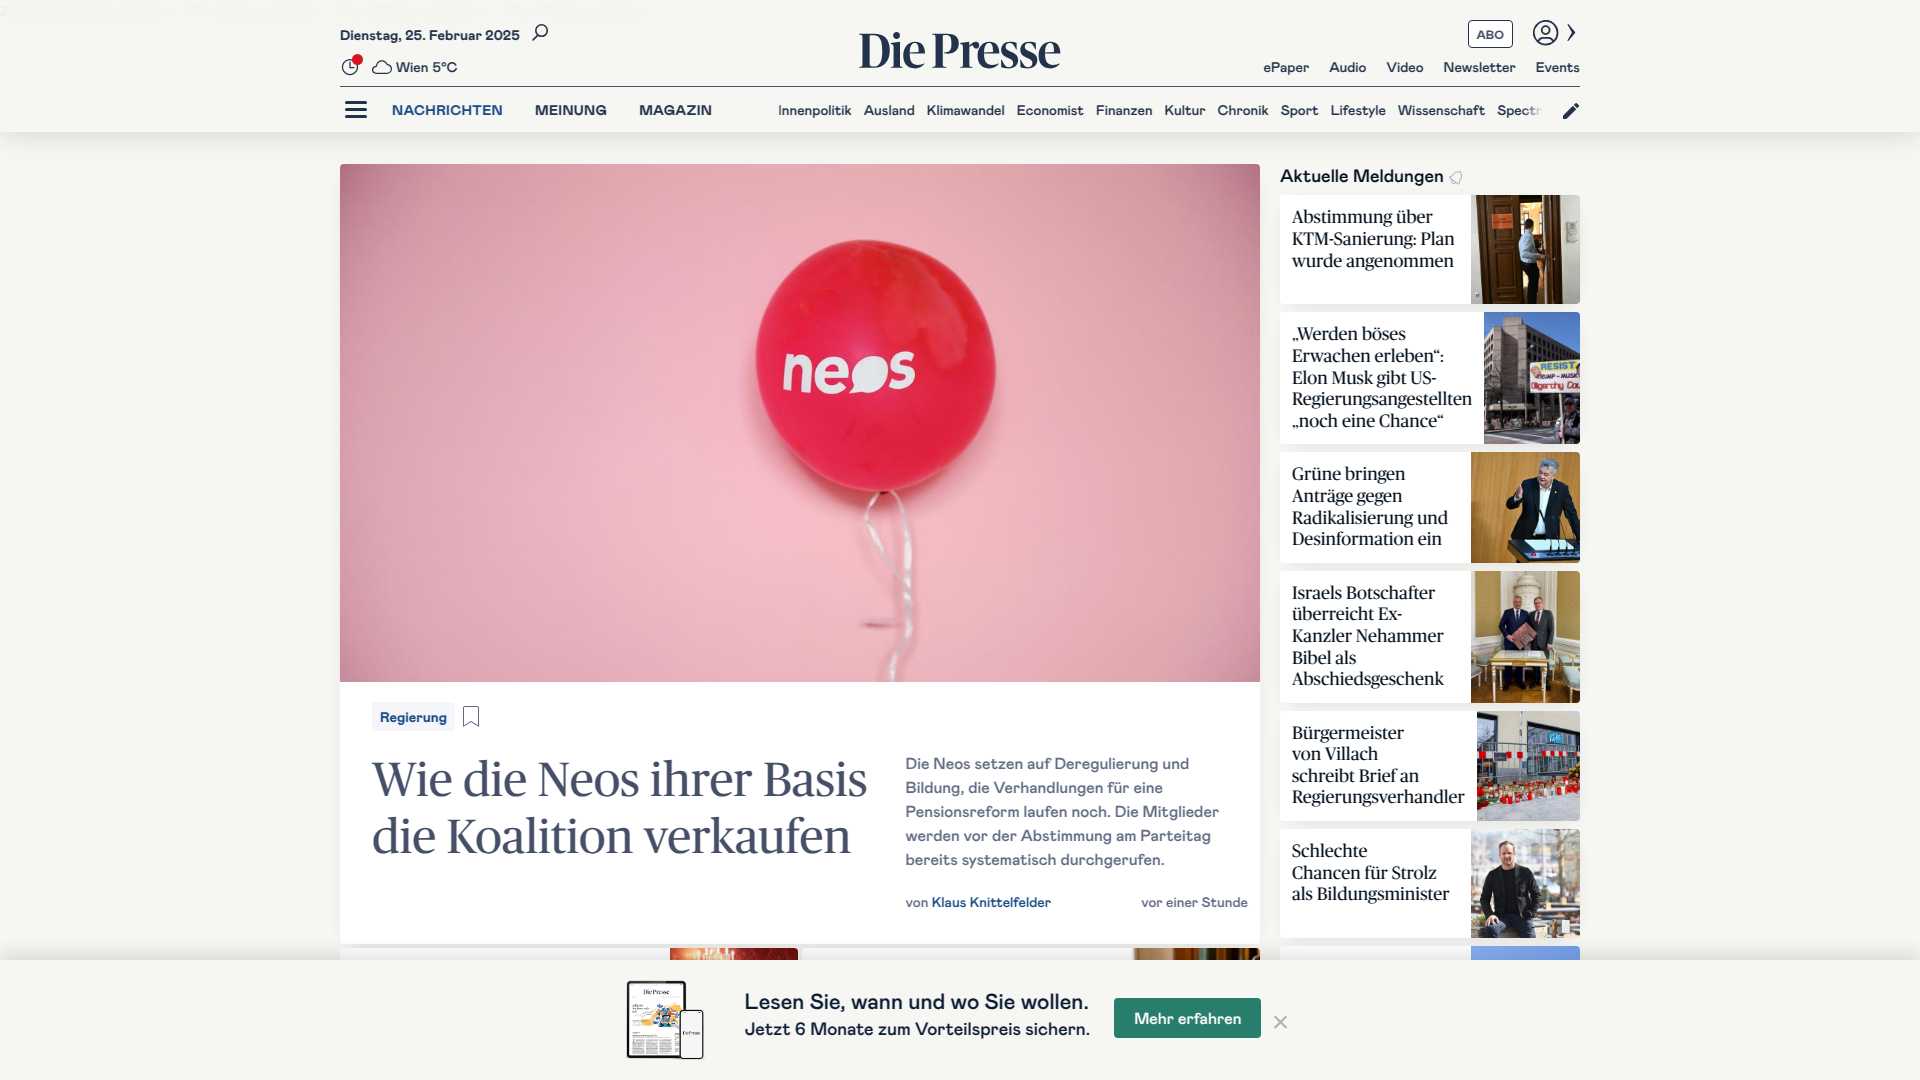 Dienstag, 25. Februar 2025
Wien 5°C
Die Presse
ABO
ePaper Audio Video Newsletter Events
NACHRICHTEN MEINUNG MAGAZIN
Innenpolitik Ausland Klimawandel Economist Finanzen Kultur Chronik Sport Lifestyle Wissenschaft Spectr
neos
Regierung
Wie die Neos ihrer Basis
die Koalition verkaufen
Die Neos setzen auf Deregulierung und
Bildung, die Verhandlungen für eine
Pensionsreform laufen noch. Die Mitglieder
werden vor der Abstimmung am Parteitag
bereits systematisch durchgerufen.
von Klaus Knittelfelder vor einer Stunde
Aktuelle Meldungen
Abstimmung über
KTM-Sanierung: Plan
wurde angenommen
„Werden böses
Erwachen erleben“:
Elon Musk gibt US-
Regierungsangestellten
„noch eine Chance“
RESIST
Grüne bringen
Anträge gegen
Radikalisierung und
Desinformation ein
Israels Botschafter
überreicht Ex-
Kanzler Nehammer
Bibel als
Abschiedsgeschenk
Bürgermeister
von Villach
schreibt Brief an
Regierungsverhandler
Schlechte
Chancen für Strolz
als Bildungsminister
Die Presse
Die Presse
Lesen Sie, wann und wo Sie wollen.
Jetzt 6 Monate zum Vorteilspreis sichern.
Mehr erfahren